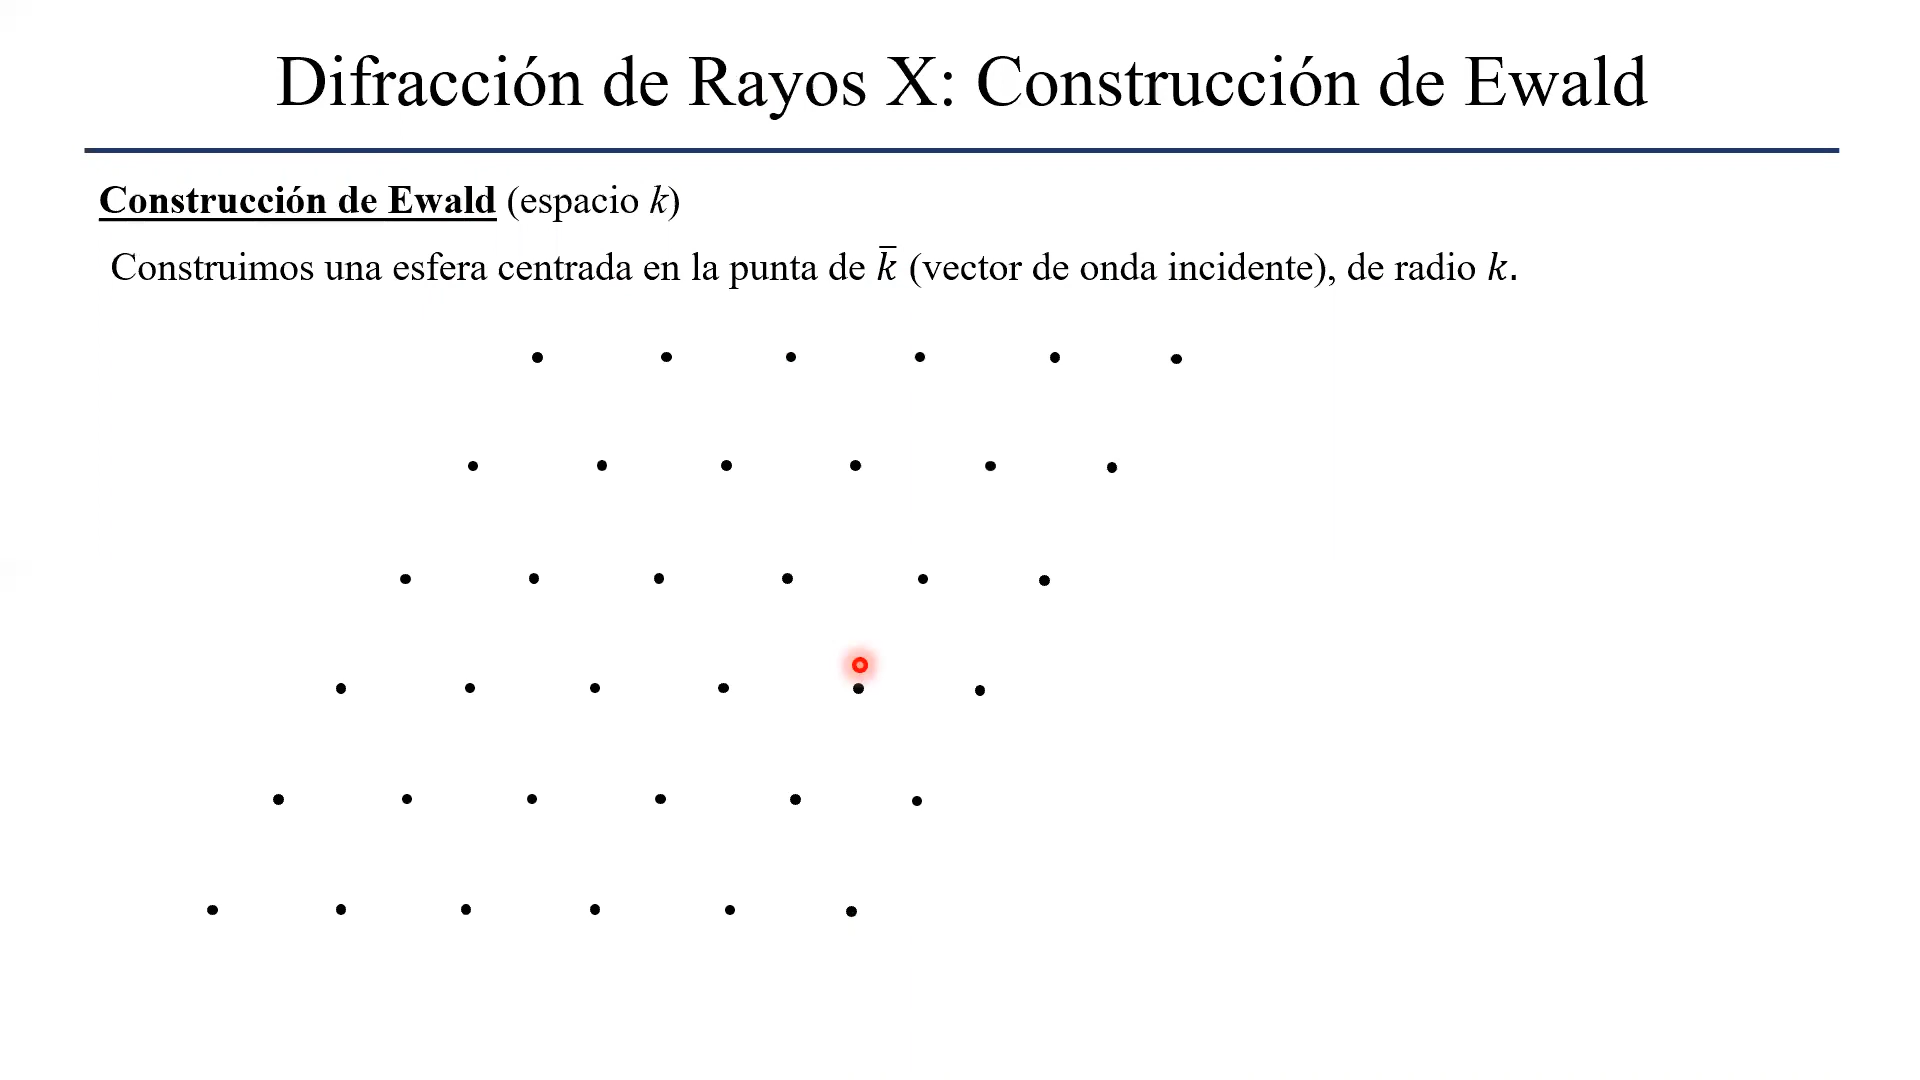 Difracción de Rayos X: Construcción de Ewald
Construcción de Ewald (espacio k)
Construimos una esfera centrada en la punta de k̅ (vector de onda incidente), de radio k.